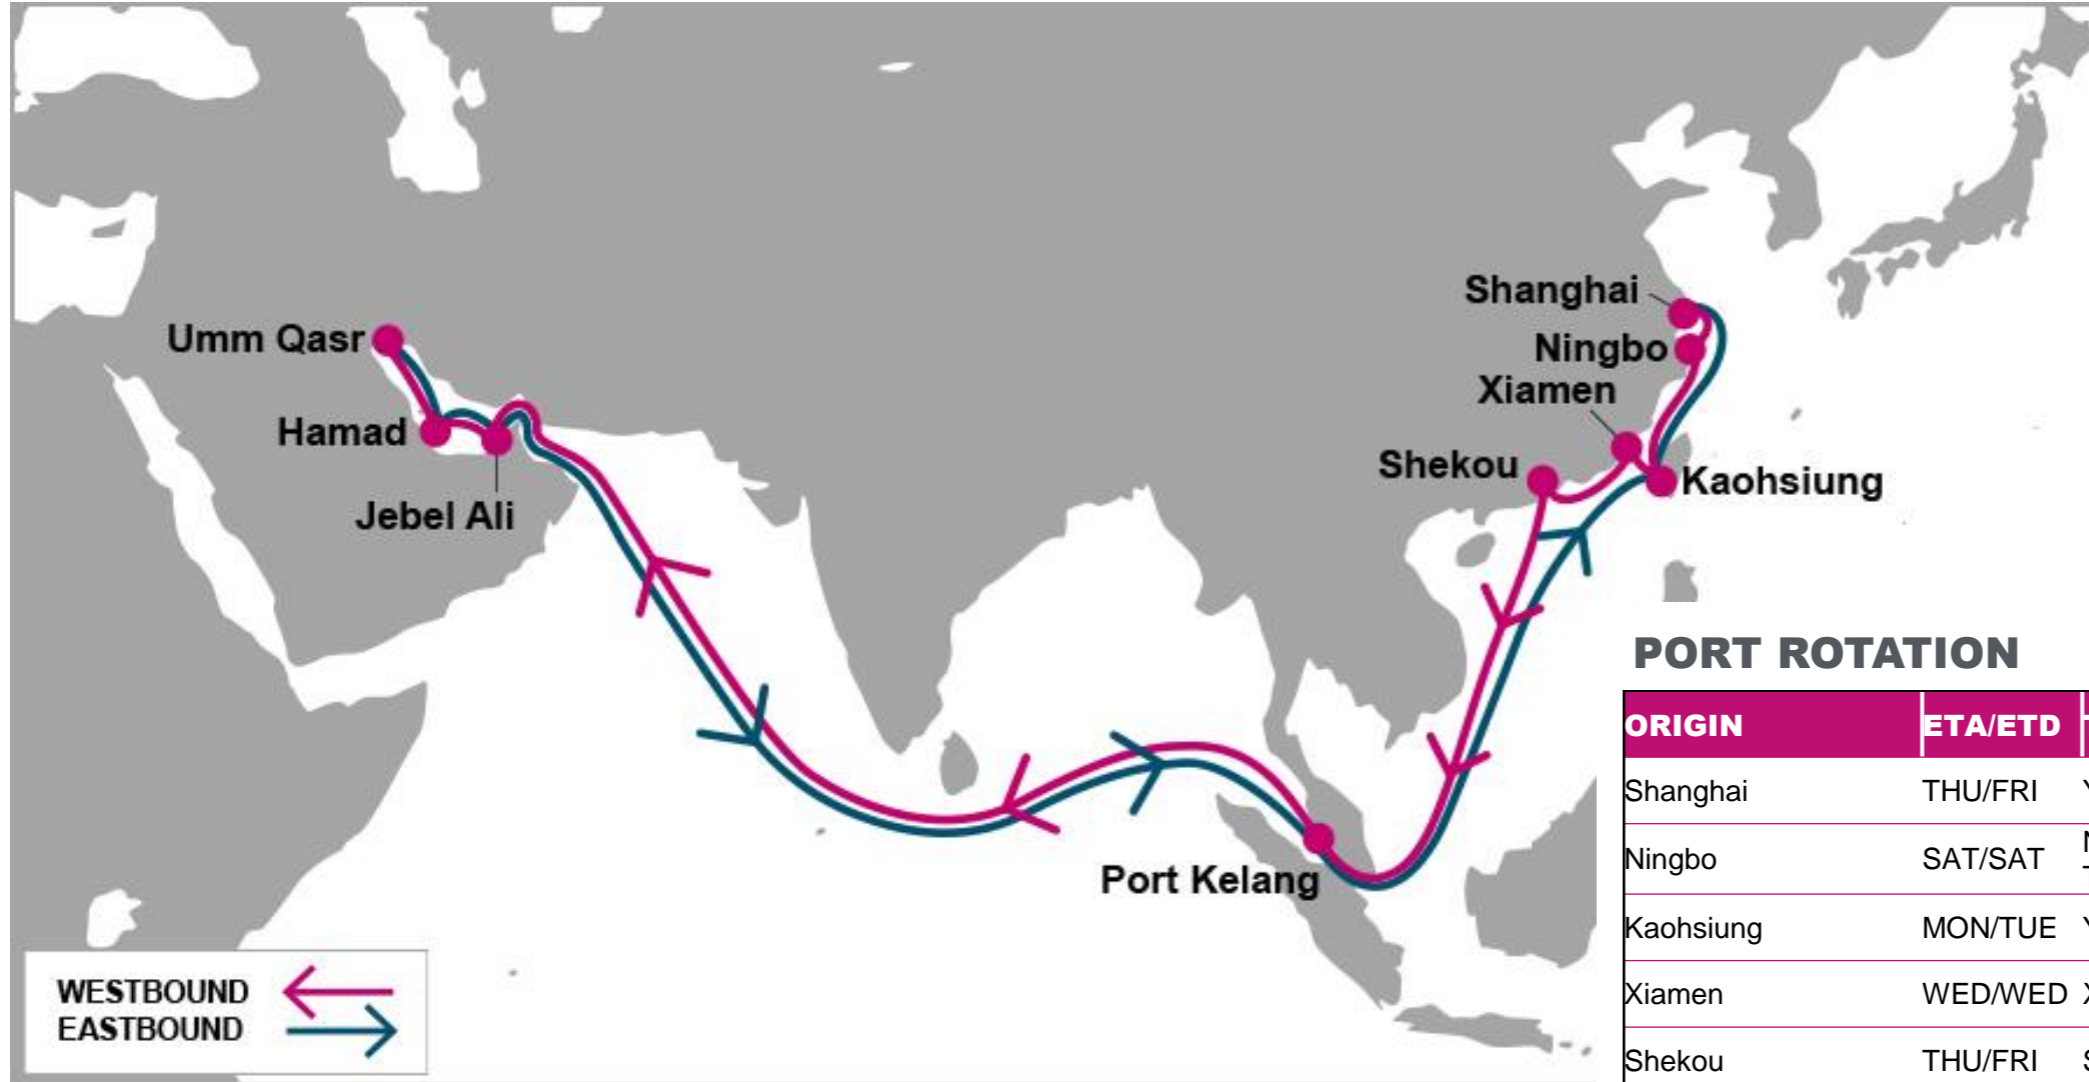 Shanghai
Ningbo
Xiamen
Shekou
Kaohsiung
Umm Qasr
Hamad
Jebel Ali
Port Kelang
WESTBOUND
EASTBOUND
PORT ROTATION
ORIGIN ETA/ETD
Shanghai THU/FRI
Ningbo SAT/SAT
Kaohsiung MON/TUE
Xiamen WED/WED
Shekou THU/FRI